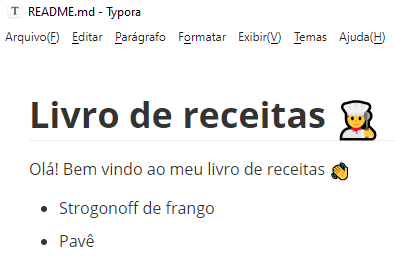 README.md - Typora
Arquivo(F) Editar Parágrafo Formatar Exibir(V) Temas Ajuda(H)
Livro de receitas 👩‍🍳
Olá! Bem vindo ao meu livro de receitas 👋
• Strogonoff de frango
• Pavê